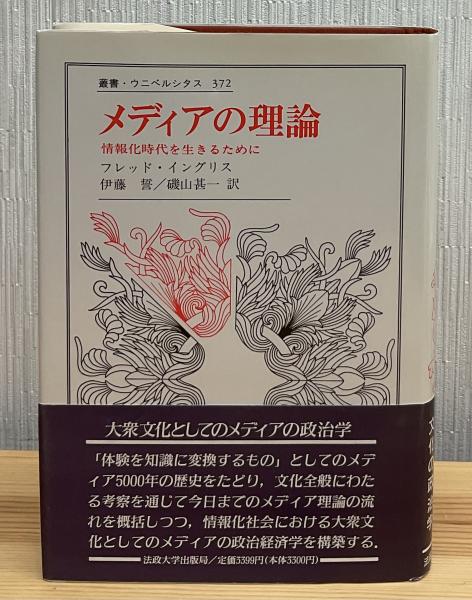 叢書・ウニベルシタス 372
メディアの理論
情報化時代を生きるために
フレッド・イングリス
伊藤 誓／磯山甚一 訳
大衆文化としてのメディアの政治学
「体験を知識に変換するもの」としてのメデ
ィア5000年の歴史をたどり，文化全般にわた
る考察を通じて今日までのメディア理論の流
れを概括しつつ，情報化社会における大衆文
化としてのメディアの政治経済学を構築する．
法政大学出版局／定価3399円(本体3300円)